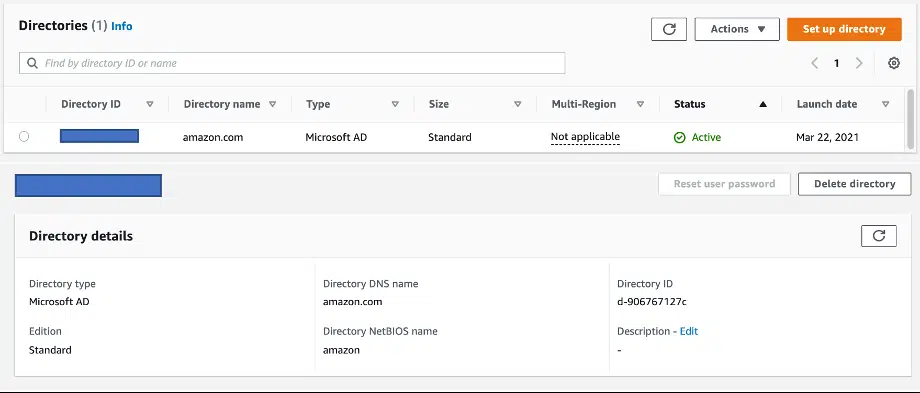 Directories (1) Info
Actions Set up directory
Find by directory ID or name
1
Directory ID Directory name Type Size Multi-Region Status Launch date
amazon.com Microsoft AD Standard Not applicable Active Mar 22, 2021
Reset user password Delete directory
Directory details
Directory type Directory DNS name Directory ID
Microsoft AD amazon.com d-906767127c
Edition Directory NetBIOS name Description - Edit
Standard amazon -